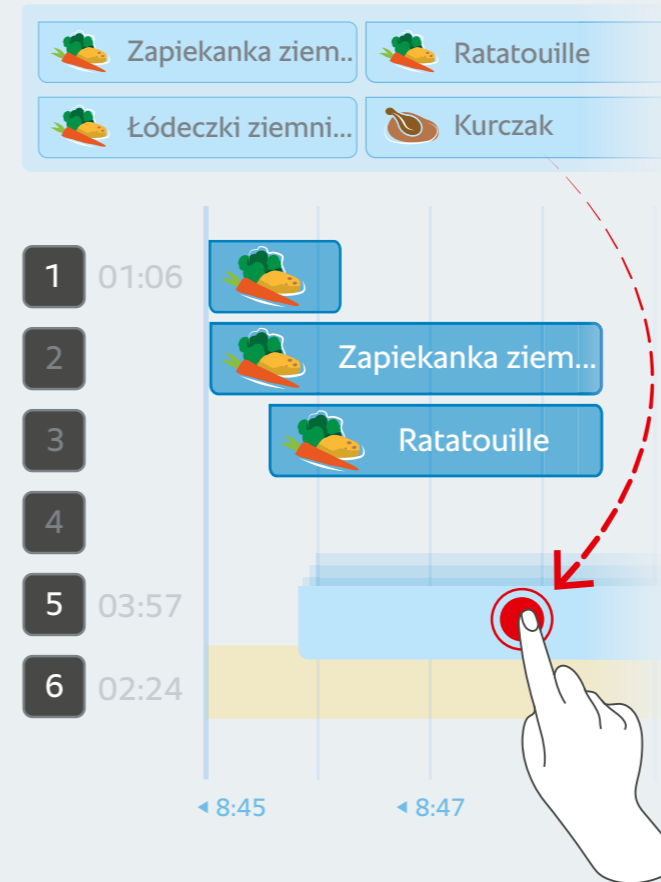 Zapiekanka ziem..
Ratatouille
Łódeczki ziemni...
Kurczak
1 01:06
2 Zapiekanka ziem...
3 Ratatouille
4
5 03:57
6 02:24
8:45 8:47